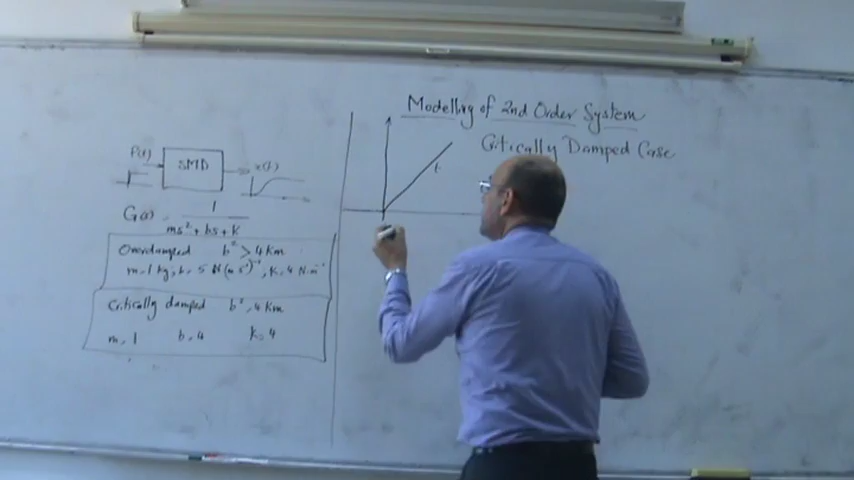 Modelling of 2nd Order System
Critically Damped Case
F(t) SMD x(t)
G(s) = 1
ms² + bs + K
Overdamped b² > 4Km
m=1 kg, b= 5 N(m s⁻¹)⁻¹, K=4 N m⁻¹
Critically damped b² = 4Km
m=1 b=4 K=4
t